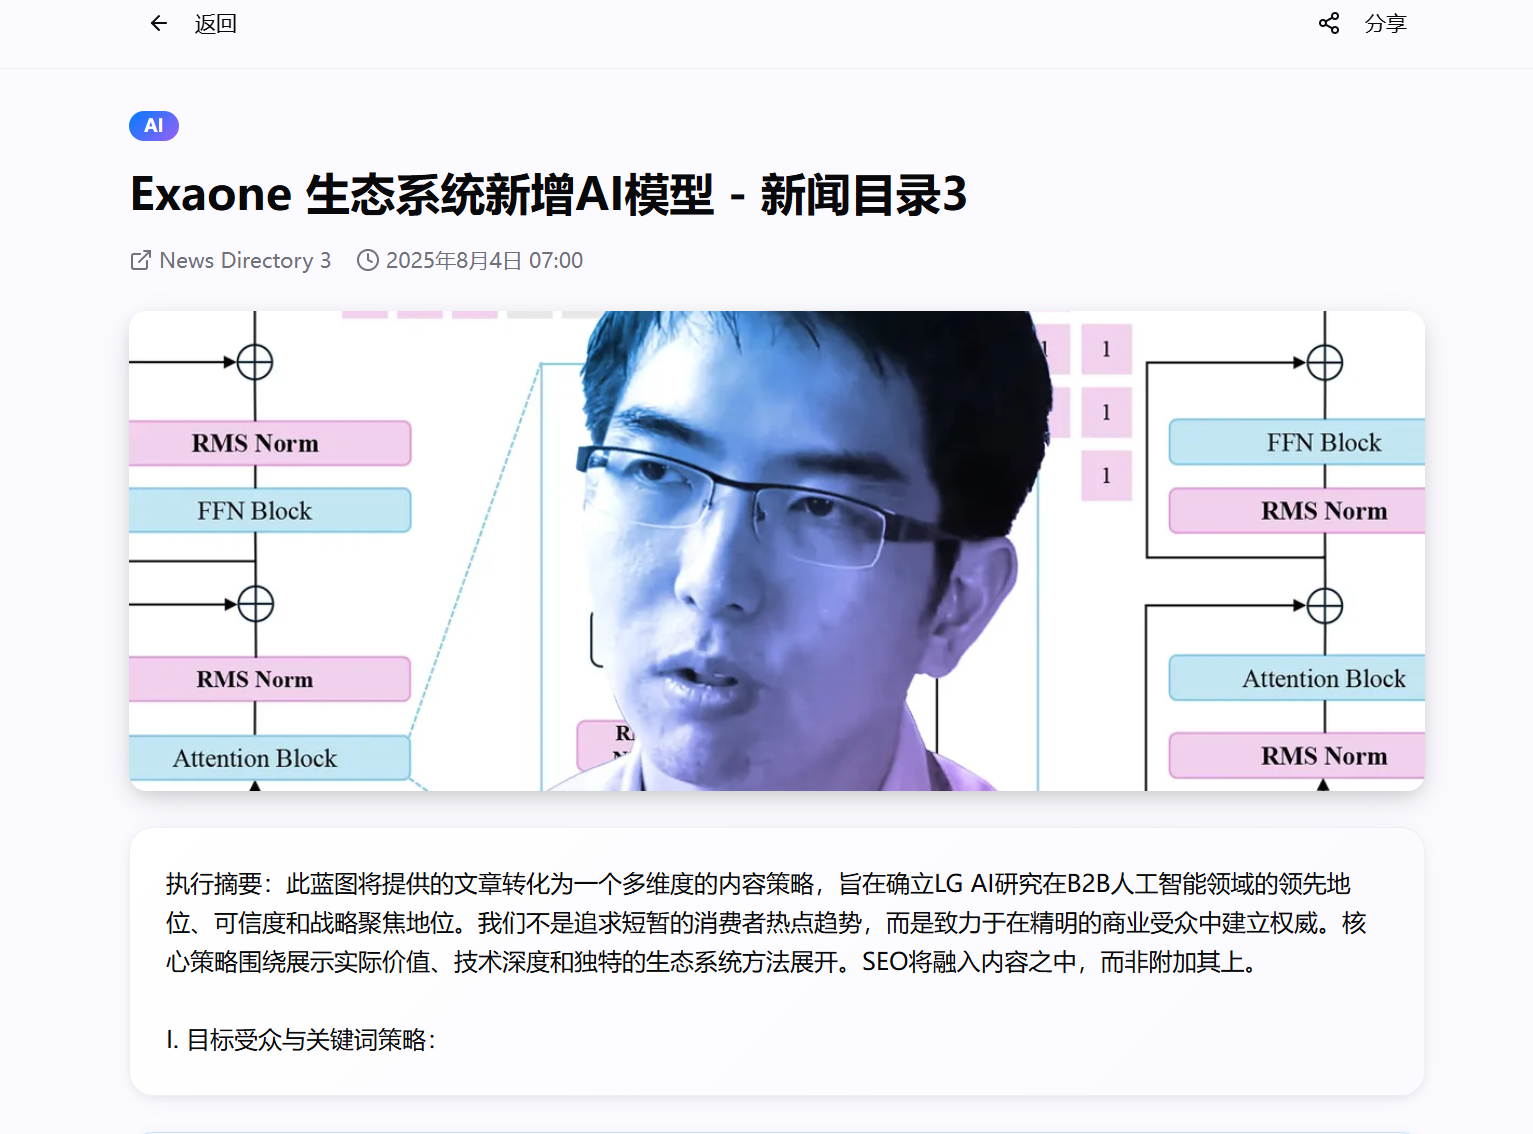 返回
分享
AI
Exaone 生态系统新增AI模型 - 新闻目录3
News Directory 3 2025年8月4日 07:00
1 1
RMS Norm
FFN Block
1
FFN Block
RMS Norm
1
RMS Norm
Attention Block
Attention Block
RMS Norm
执行摘要：此蓝图将提供的文章转化为一个多维度的内容策略，旨在确立LG AI研究在B2B人工智能领域的领先地
位、可信度和战略聚焦地位。我们不是追求短暂的消费者热点趋势，而是致力于在精明的商业受众中建立权威。核
心策略围绕展示实际价值、技术深度和独特的生态系统方法展开。SEO将融入内容之中，而非附加其上。
I. 目标受众与关键词策略：